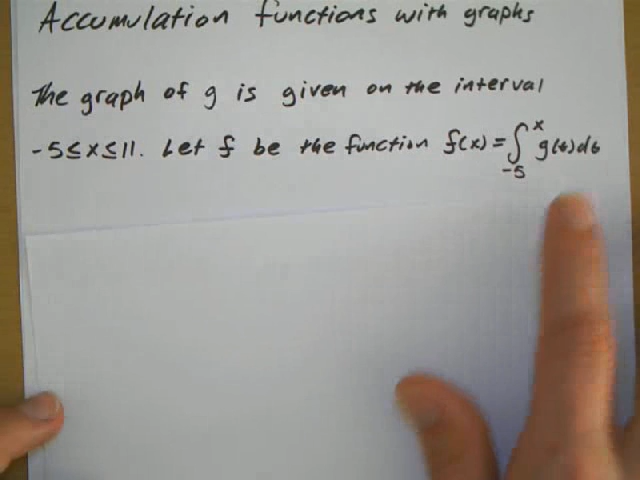 Accumulation functions with graphs
The graph of g is given on the interval
-5≤x≤11. Let f be the function f(x)=∫_{-5}^{x} g(t)dt